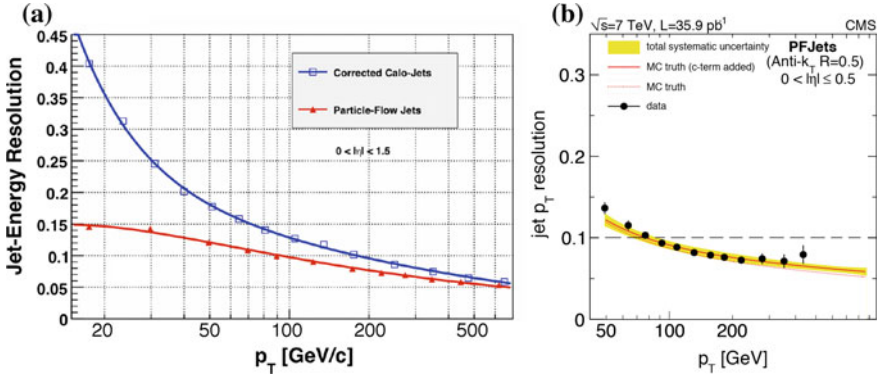 (a)
0.45
0.4
0.35
0.3
0.25
0.2
0.15
0.1
0.05
0
Jet-Energy Resolution
Corrected Calo-Jets
Particle-Flow Jets
0 < |η| < 1.5
20
50
100
200
500
p_T [GeV/c]
(b)
√s=7 TeV, L=35.9 pb¹
CMS
total systematic uncertainty
MC truth (c-term added)
MC truth
data
PFJets
(Anti-k_T R=0.5)
0 < |η| ≤ 0.5
0.3
0.2
0.1
0
jet p_T resolution
50
100
200
p_T [GeV]